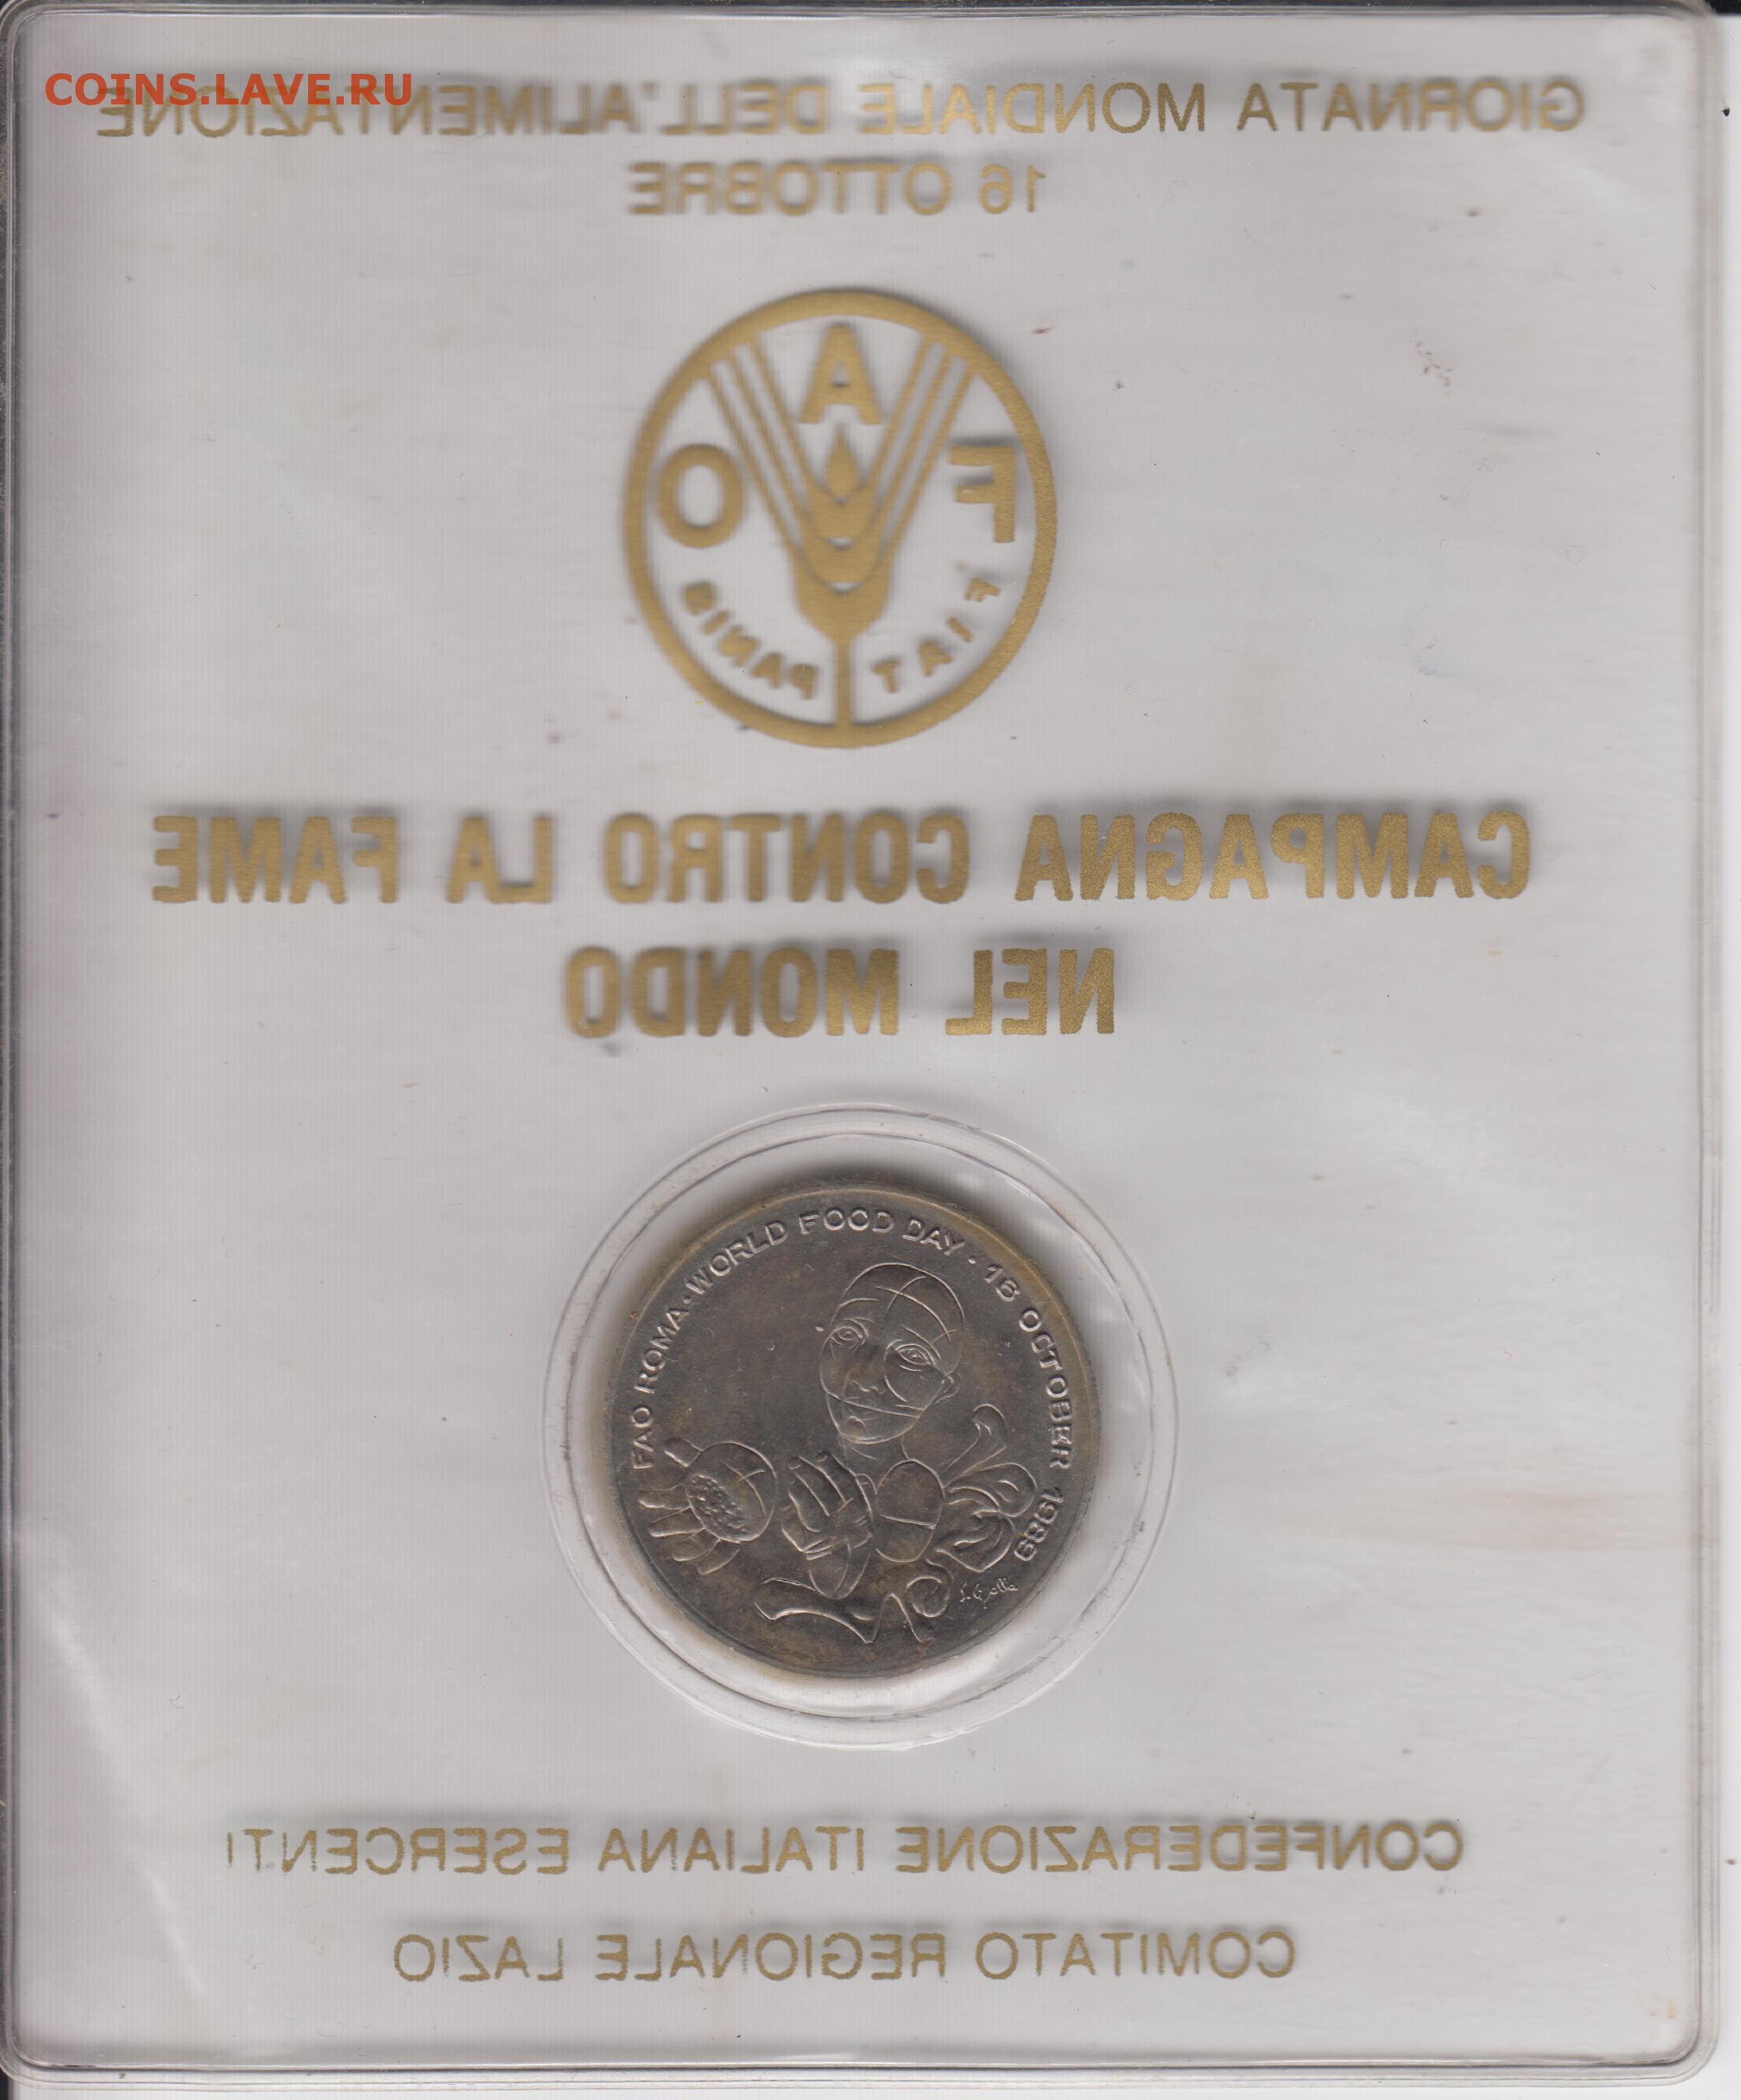 COINS.LAVE.RU
GIORNATA MONDIALE DELL'ALIMENTAZIONE
16 OTTOBRE
F A O
FIAT PANIS
CAMPAGNA CONTRO LA FAME
NEL MONDO
FAO ROMA · WORLD FOOD DAY · 16 OCTOBER 1989
CONFEDERAZIONE ITALIANA ESERCENTI
COMITATO REGIONALE LAZIO